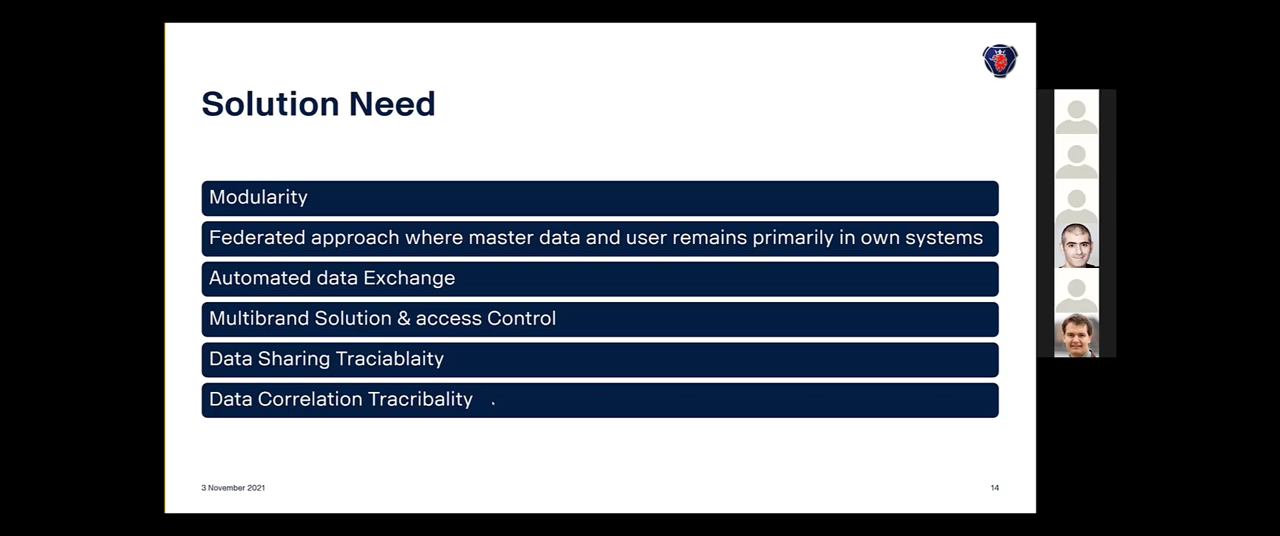 Solution Need
Modularity
Federated approach where master data and user remains primarily in own systems
Automated data Exchange
Multibrand Solution & access Control
Data Sharing Traciablaity
Data Correlation Tracribality
3 November 2021
14